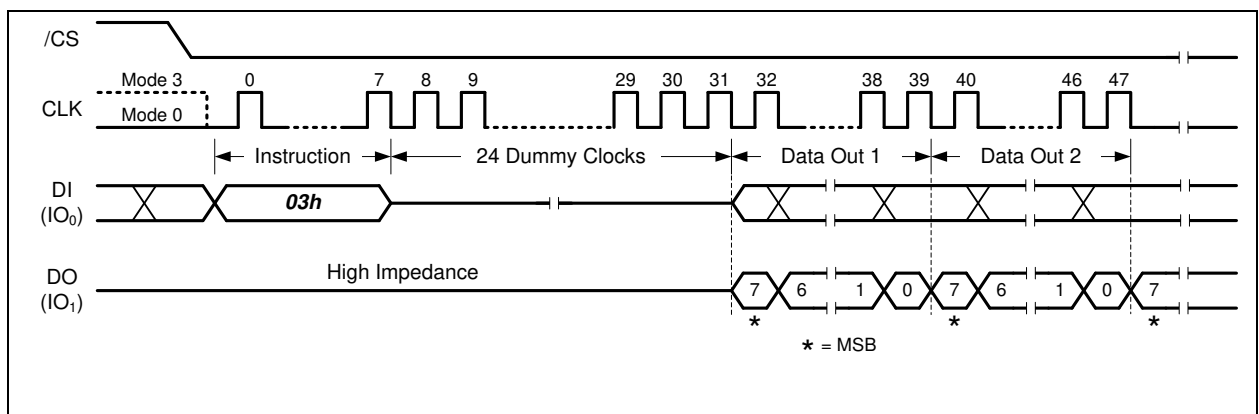 /CS
Mode 3 0 7 8 9 29 30 31 32 38 39 40 46 47
CLK
Mode 0
Instruction 24 Dummy Clocks Data Out 1 Data Out 2
DI
(IO₀)
03h
High Impedance
DO
(IO₁)
7 6 1 0 7 6 1 0 7
* * *
* = MSB